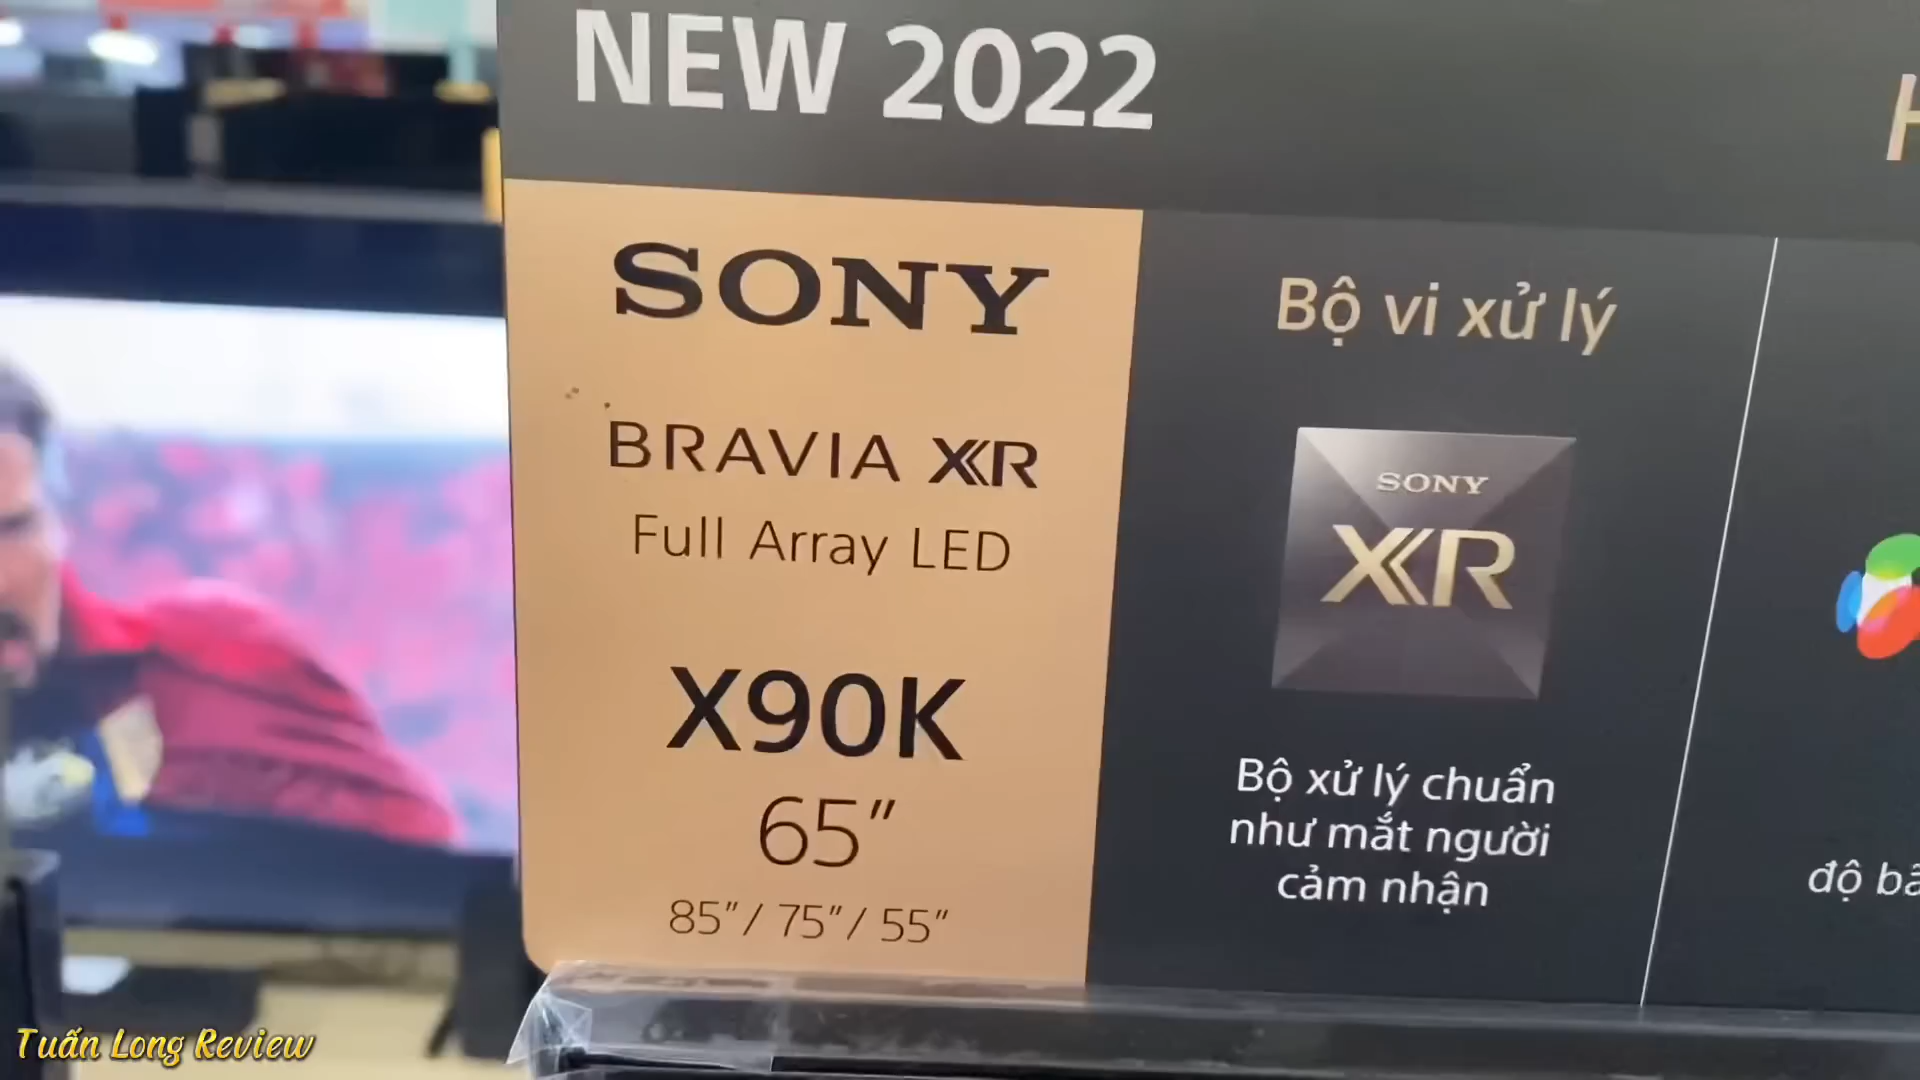 NEW 2022
SONY
BRAVIA XR
Full Array LED
X90K
65"
85" / 75" / 55"
Bộ vi xử lý
SONY
XR
Bộ xử lý chuẩn
như mắt người
cảm nhận
độ
Tuấn Long Review